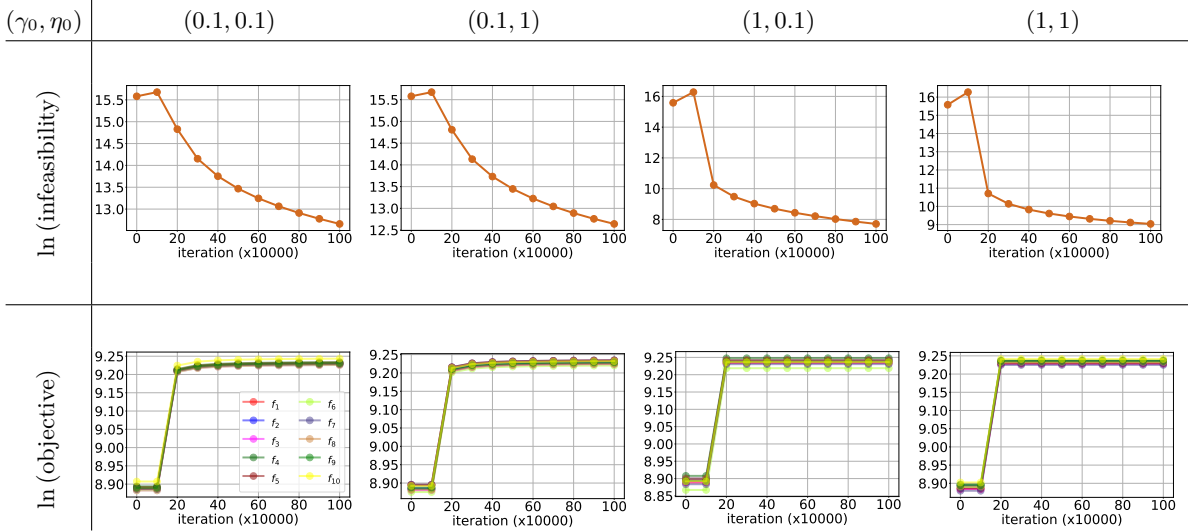 (γ₀, η₀) (0.1, 0.1) (0.1, 1) (1, 0.1) (1, 1)
ln (infeasibility)
15.5
15.0
14.5
14.0
13.5
13.0
0 20 40 60 80 100
iteration (x10000)
15.5
15.0
14.5
14.0
13.5
13.0
12.5
0 20 40 60 80 100
iteration (x10000)
16
14
12
10
8
0 20 40 60 80 100
iteration (x10000)
16
15
14
13
12
11
10
9
0 20 40 60 80 100
iteration (x10000)
ln (objective)
9.25
9.20
9.15
9.10
9.05
9.00
8.95
8.90
f₁ f₆
f₂ f₇
f₃ f₈
f₄ f₉
f₅ f₁₀
0 20 40 60 80 100
iteration (x10000)
9.25
9.20
9.15
9.10
9.05
9.00
8.95
8.90
0 20 40 60 80 100
iteration (x10000)
9.25
9.20
9.15
9.10
9.05
9.00
8.95
8.90
8.85
0 20 40 60 80 100
iteration (x10000)
9.25
9.20
9.15
9.10
9.05
9.00
8.95
8.90
0 20 40 60 80 100
iteration (x10000)